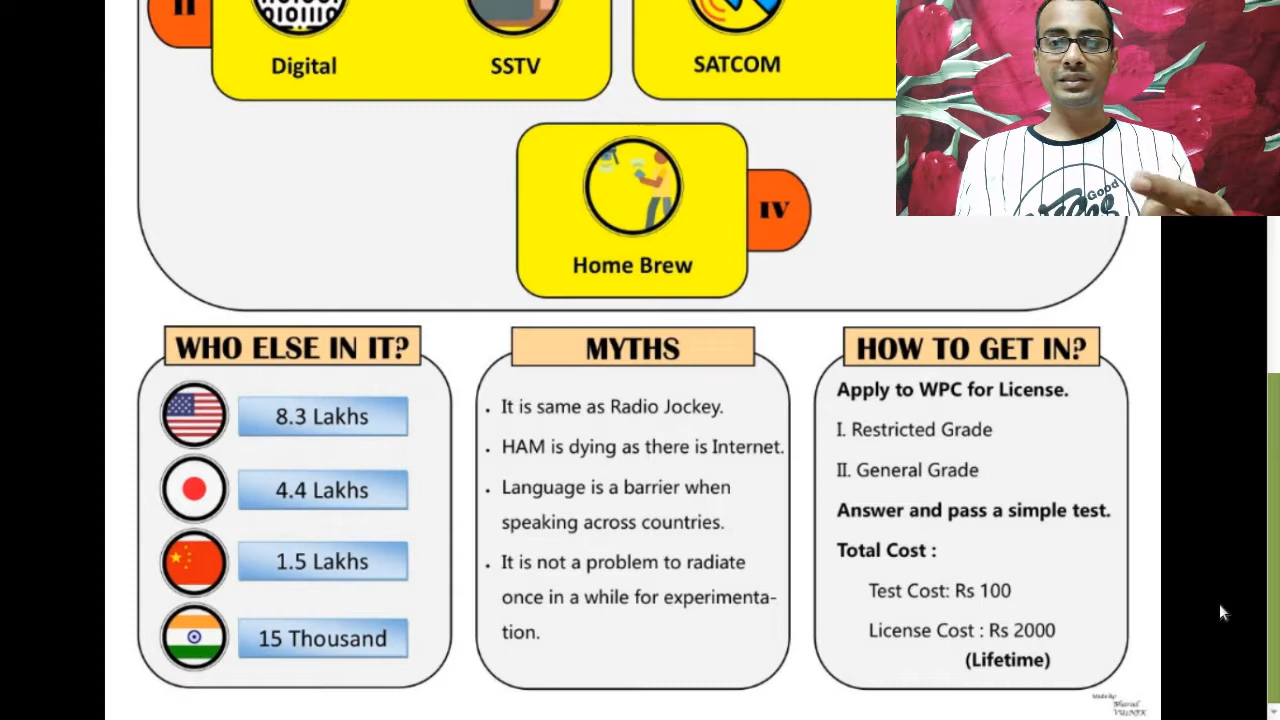 II
Digital
SSTV
SATCOM
IV
Home Brew
WHO ELSE IN IT?
8.3 Lakhs
4.4 Lakhs
1.5 Lakhs
15 Thousand
MYTHS
. It is same as Radio Jockey.
. HAM is dying as there is Internet.
. Language is a barrier when
speaking across countries.
. It is not a problem to radiate
once in a while for experimenta-
tion.
HOW TO GET IN?
Apply to WPC for License.
I. Restricted Grade
II. General Grade
Answer and pass a simple test.
Total Cost :
Test Cost: Rs 100
License Cost : Rs 2000
(Lifetime)
Made By:
Good